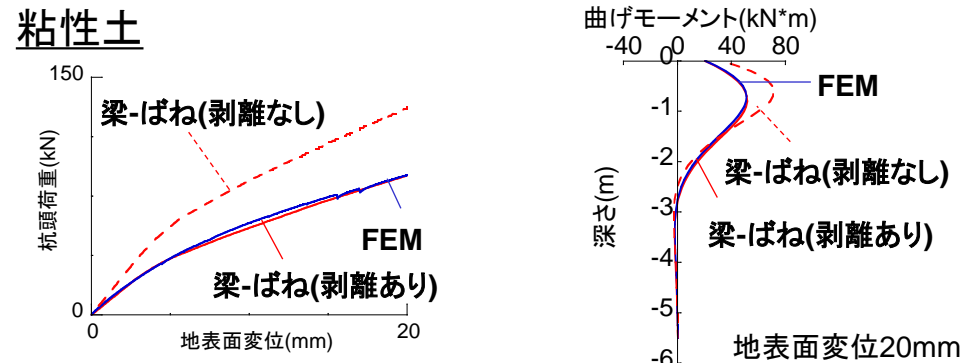 粘性土
150
梁-ばね(剥離なし)
杭頭荷重(kN)
FEM
梁-ばね(剥離あり)
0
0
20
地表面変位(mm)
曲げモーメント(kN*m)
-40 0 40 80
0
FEM
-1
-2
梁-ばね(剥離なし)
-3
深さ(m)
梁-ばね(剥離あり)
-4
-5
-6
地表面変位20mm